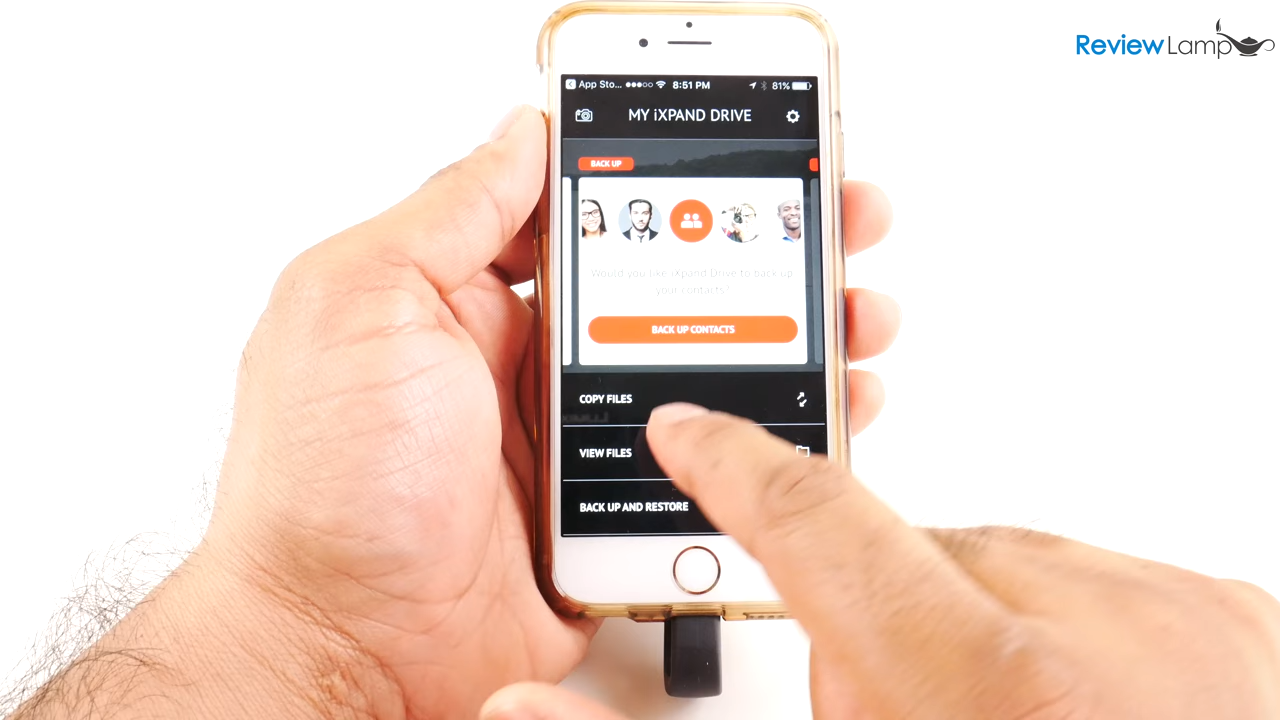 ReviewLamp
App Sto... 8:51 PM 81%
MY iXPAND DRIVE
BACK UP
Would you like iXpand Drive to back up
your contacts?
BACK UP CONTACTS
COPY FILES
VIEW FILES
BACK UP AND RESTORE